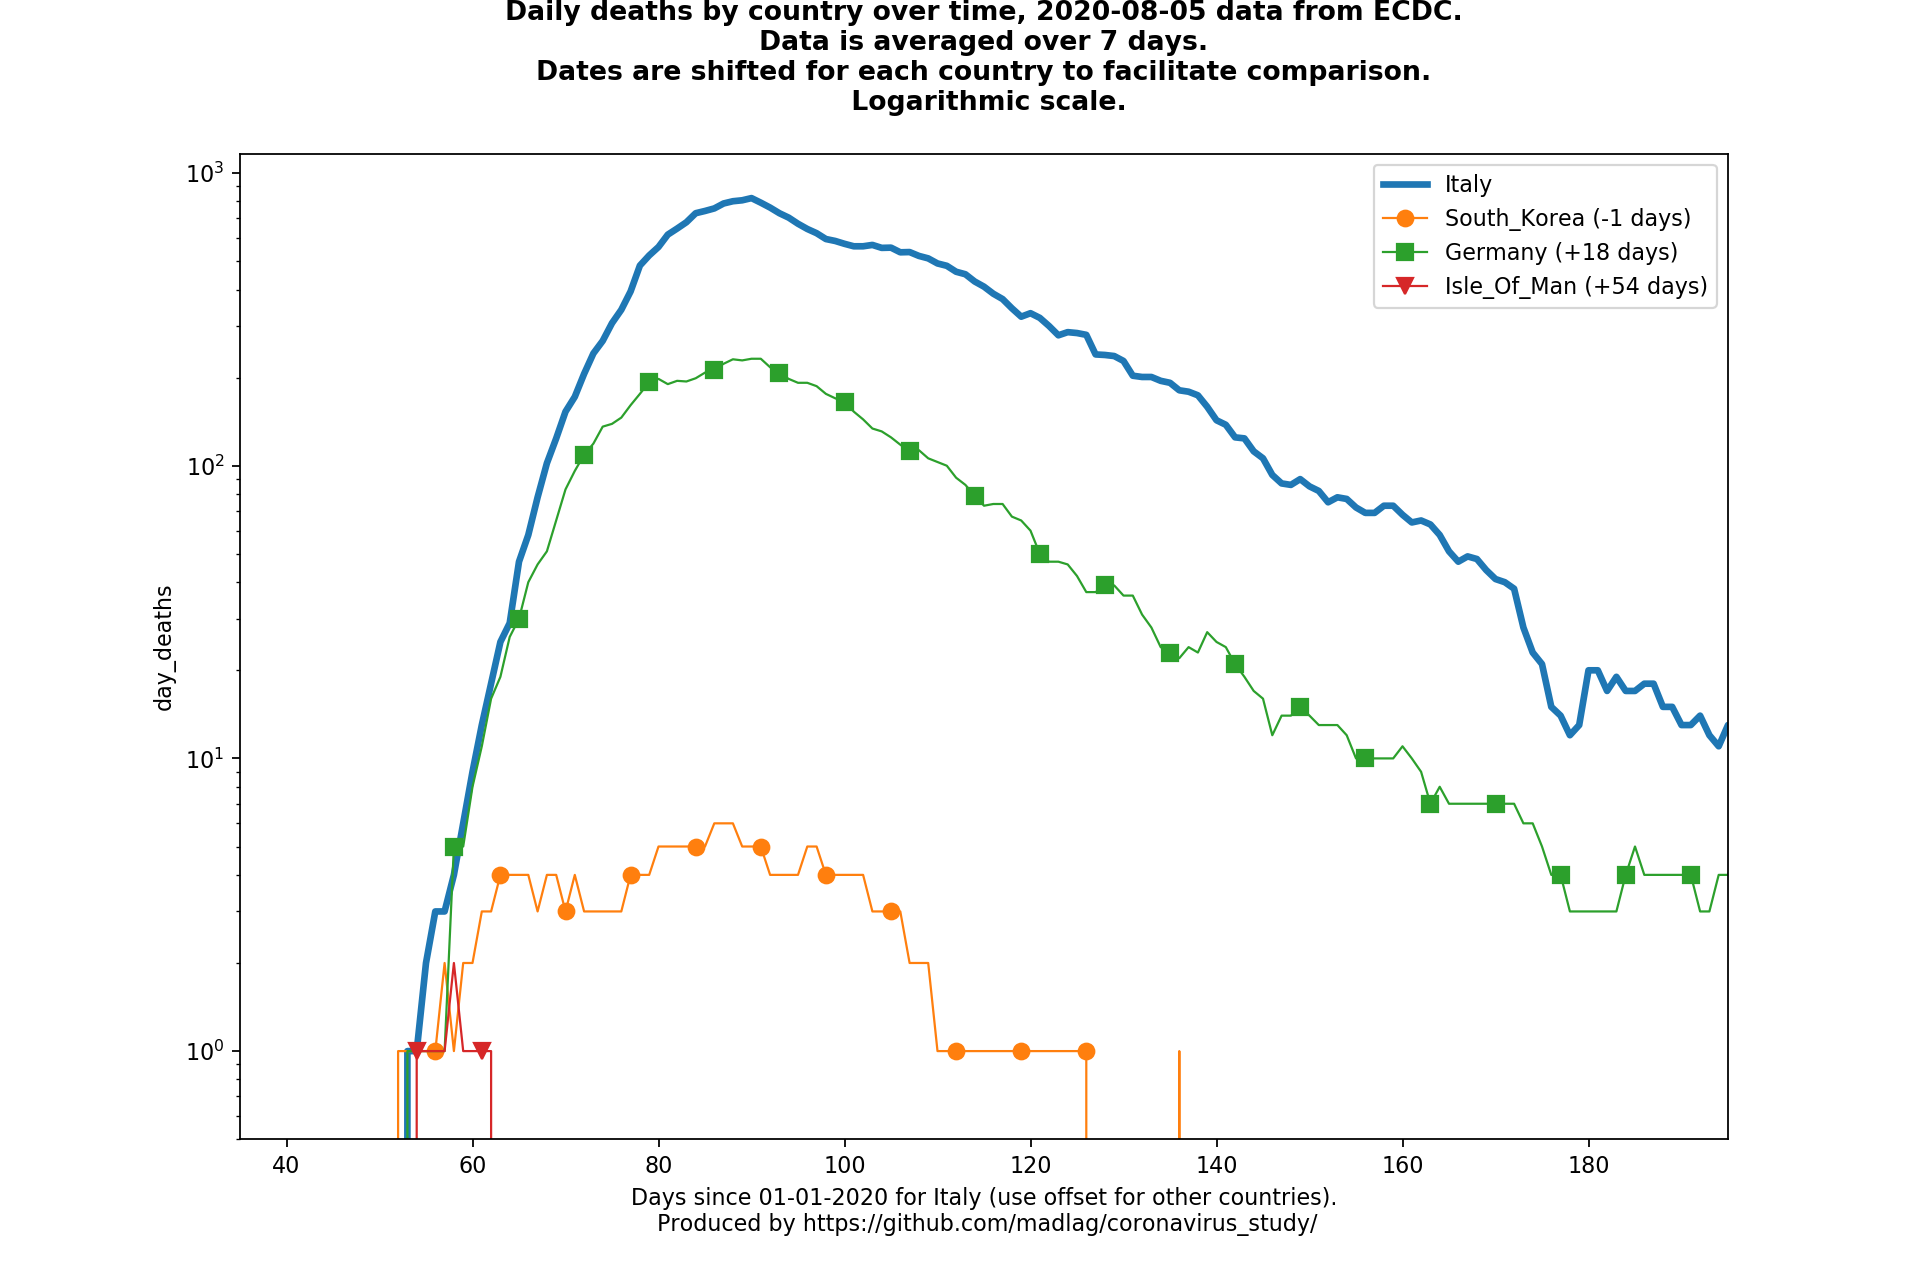 Daily deaths by country over time, 2020-08-05 data from ECDC.
Data is averaged over 7 days.
Dates are shifted for each country to facilitate comparison.
Logarithmic scale.
10³
10²
10¹
10⁰
day_deaths
Italy
South_Korea (-1 days)
Germany (+18 days)
Isle_Of_Man (+54 days)
40 60 80 100 120 140 160 180
Days since 01-01-2020 for Italy (use offset for other countries).
Produced by https://github.com/madlag/coronavirus_study/